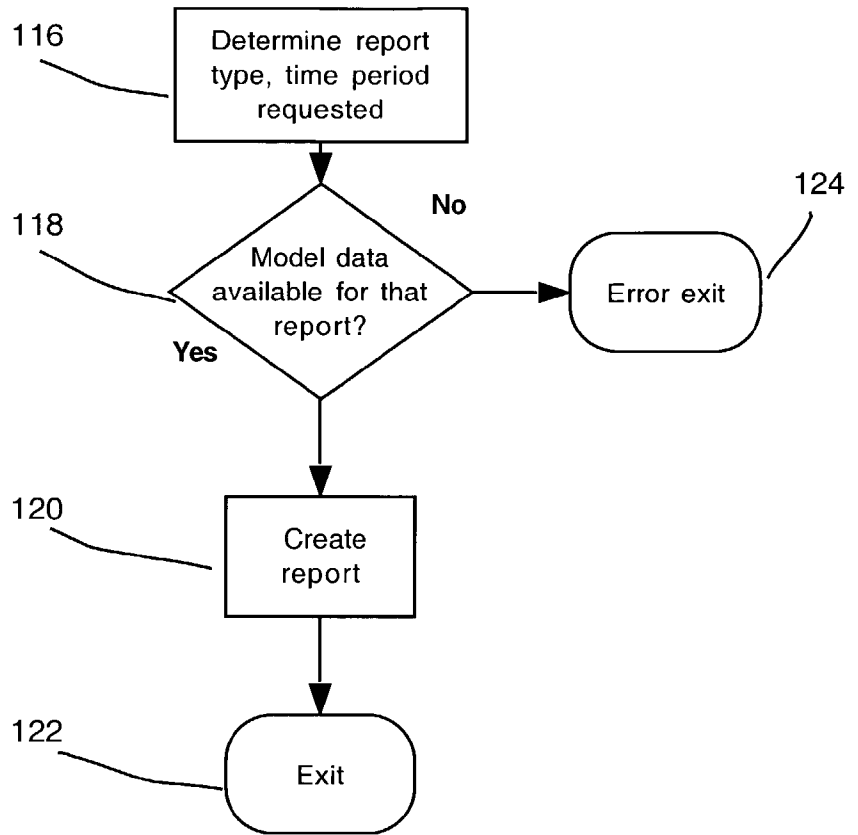 116
Determine report
type, time period
requested
No
124
118
Model data
available for that
report?
Error exit
Yes
120
Create
report
122
Exit